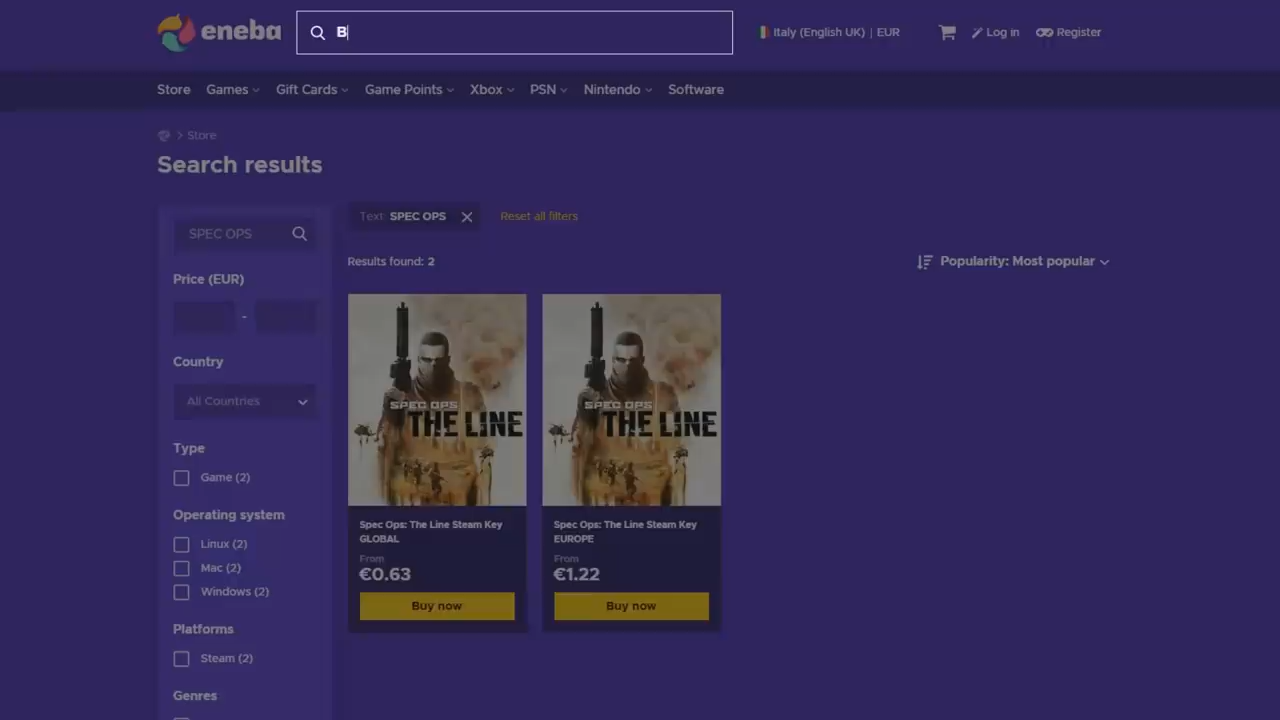 eneba
B
Italy (English UK) | EUR
Log in
Register
Store
Games
Gift Cards
Game Points
Xbox
PSN
Nintendo
Software
> Store
Search results
SPEC OPS
Price (EUR)
-
Country
All Countries
Type
Game (2)
Operating system
Linux (2)
Mac (2)
Windows (2)
Platforms
Steam (2)
Genres
Text: SPEC OPS
Reset all filters
Results found: 2
Popularity: Most popular
SPEC OPS
THE LINE
Spec Ops: The Line Steam Key
GLOBAL
From
€0.63
Buy now
SPEC OPS
THE LINE
Spec Ops: The Line Steam Key
EUROPE
From
€1.22
Buy now